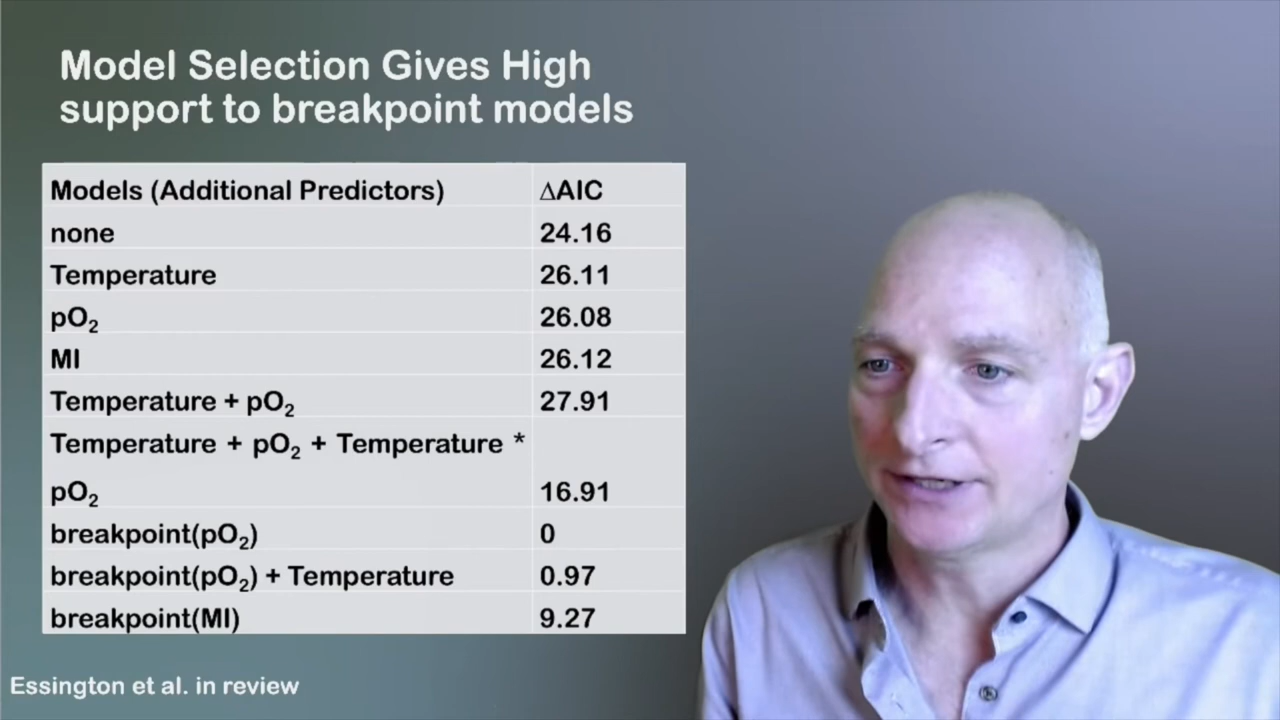 Model Selection Gives High
support to breakpoint models
Models (Additional Predictors) ΔAIC
none 24.16
Temperature 26.11
pO₂ 26.08
MI 26.12
Temperature + pO₂ 27.91
Temperature + pO₂ + Temperature *
pO₂ 16.91
breakpoint(pO₂) 0
breakpoint(pO₂) + Temperature 0.97
breakpoint(MI) 9.27
Essington et al. in review